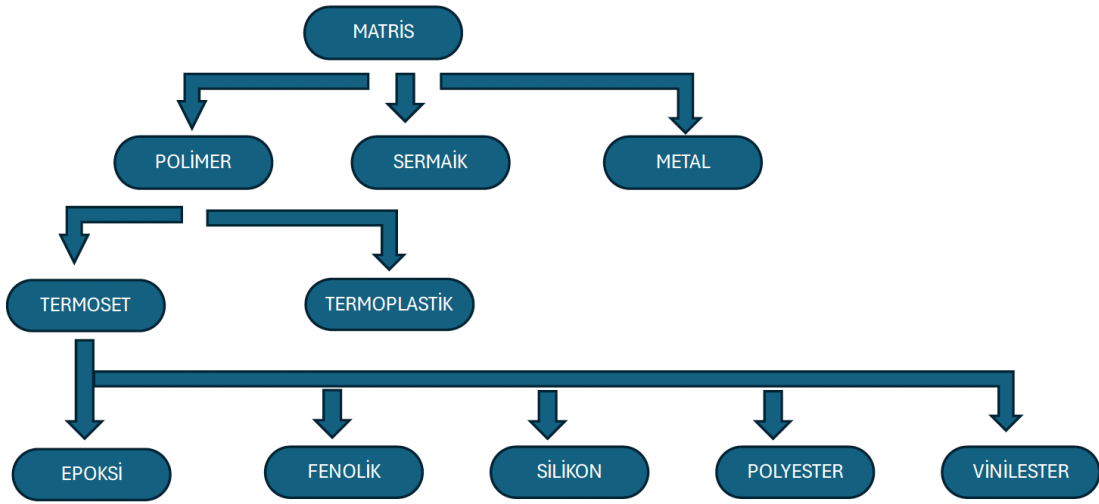 MATRİS
POLİMER
SERMAİK
METAL
TERMOSET
TERMOPLASTİK
EPOKSİ
FENOLİK
SİLİKON
POLYESTER
VİNİLESTER